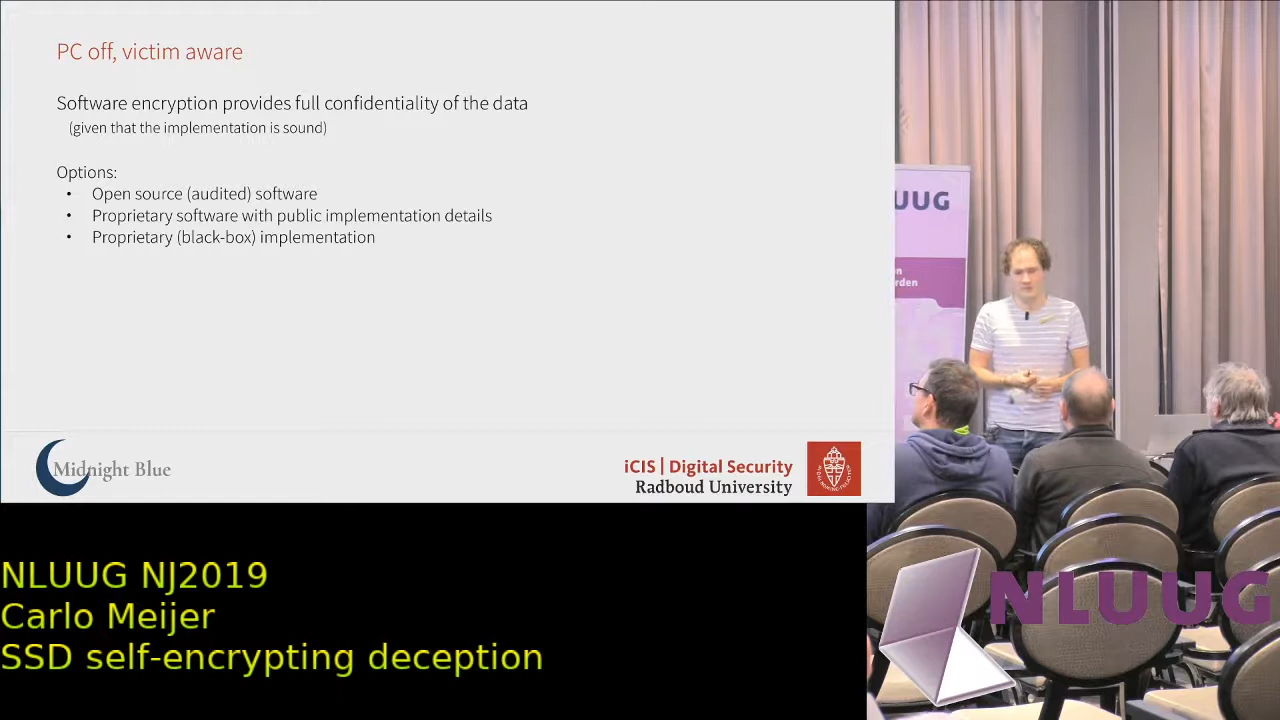 PC off, victim aware
Software encryption provides full confidentiality of the data
(given that the implementation is sound)
Options:
• Open source (audited) software
• Proprietary software with public implementation details
• Proprietary (black-box) implementation
Midnight Blue
iCIS | Digital Security
Radboud University
UUG
rden
NLUUG NJ2019
Carlo Meijer
SSD self-encrypting deception
NLUUG